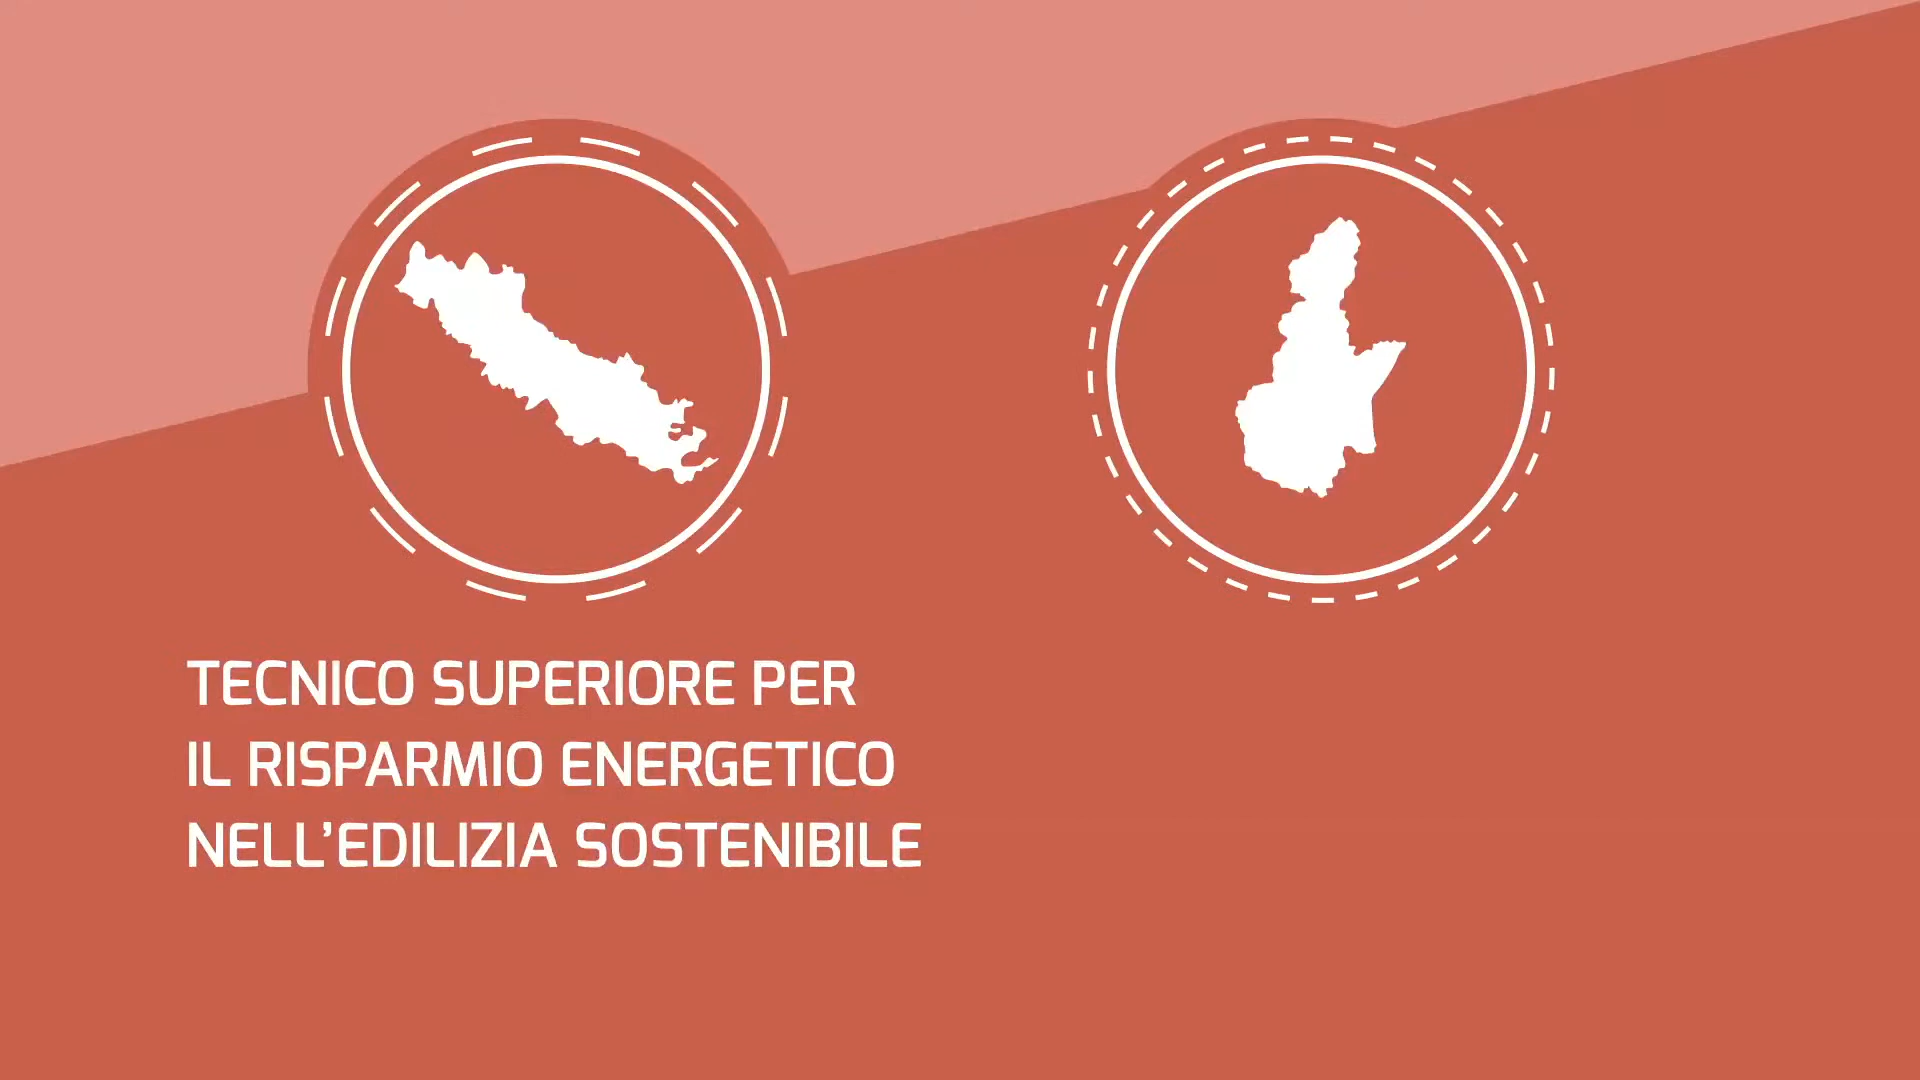 TECNICO SUPERIORE PER
IL RISPARMIO ENERGETICO
NELL’EDILIZIA SOSTENIBILE